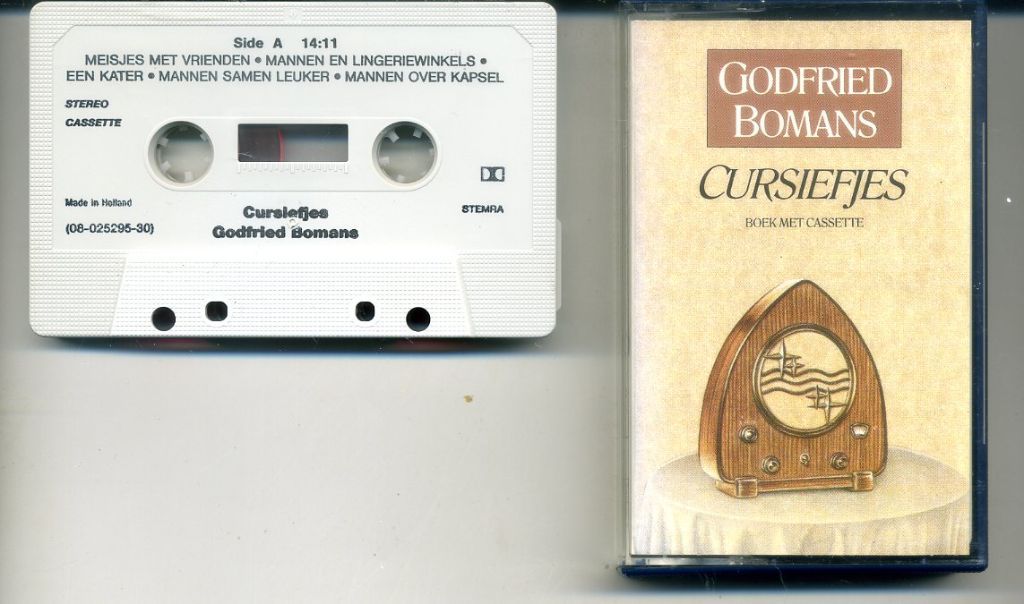 Side A 14:11
MEISJES MET VRIENDEN • MANNEN EN LINGERIEWINKELS •
EEN KATER • MANNEN SAMEN LEUKER • MANNEN OVER KAPSEL
STEREO
CASSETTE
Made in Holland
(08-025295-30)
STEMRA
Cursiefjes
Godfried Bomans
GODFRIED
BOMANS
CURSIEFJES
BOEK MET CASSETTE